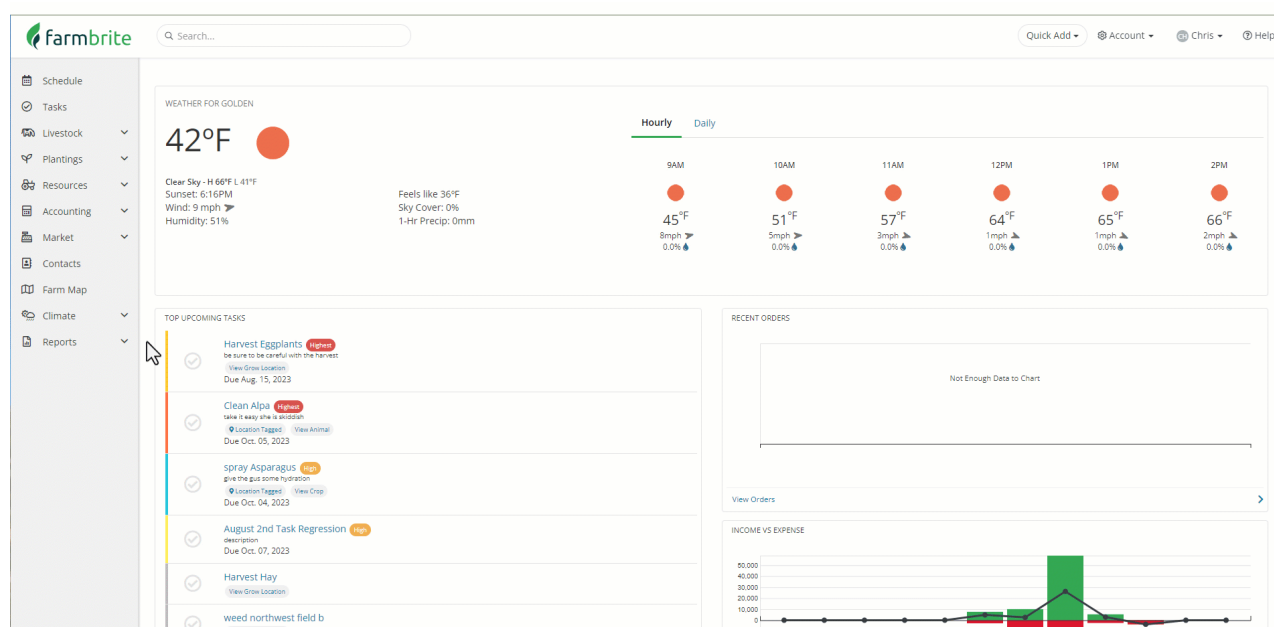 farmbrite
Search...
Quick Add
Account
CH Chris
Help
Schedule
Tasks
Livestock
Plantings
Resources
Accounting
Market
Contacts
Farm Map
Climate
Reports
WEATHER FOR GOLDEN
42°F
Clear Sky - H 66°F L 41°F
Sunset: 6:16PM
Wind: 9 mph
Humidity: 51%
Feels like 36°F
Sky Cover: 0%
1-Hr Precip: 0mm
Hourly Daily
9AM 10AM 11AM 12PM 1PM 2PM
45°F 51°F 57°F 64°F 65°F 66°F
8mph 5mph 3mph 1mph 1mph 2mph
0.0% 0.0% 0.0% 0.0% 0.0% 0.0%
TOP UPCOMING TASKS
Harvest Eggplants Highest
be sure to be careful with the harvest
View Grow Location
Due Aug. 15, 2023
Clean Alpa Highest
take it easy she is skiddish
Location Tagged View Animal
Due Oct. 05, 2023
spray Asparagus High
give the gus some hydration
Location Tagged View Crop
Due Oct. 04, 2023
August 2nd Task Regression High
description
Due Oct. 07, 2023
Harvest Hay
View Grow Location
weed northwest field b
RECENT ORDERS
Not Enough Data to Chart
View Orders
INCOME VS EXPENSE
50,000
40,000
30,000
20,000
10,000
0